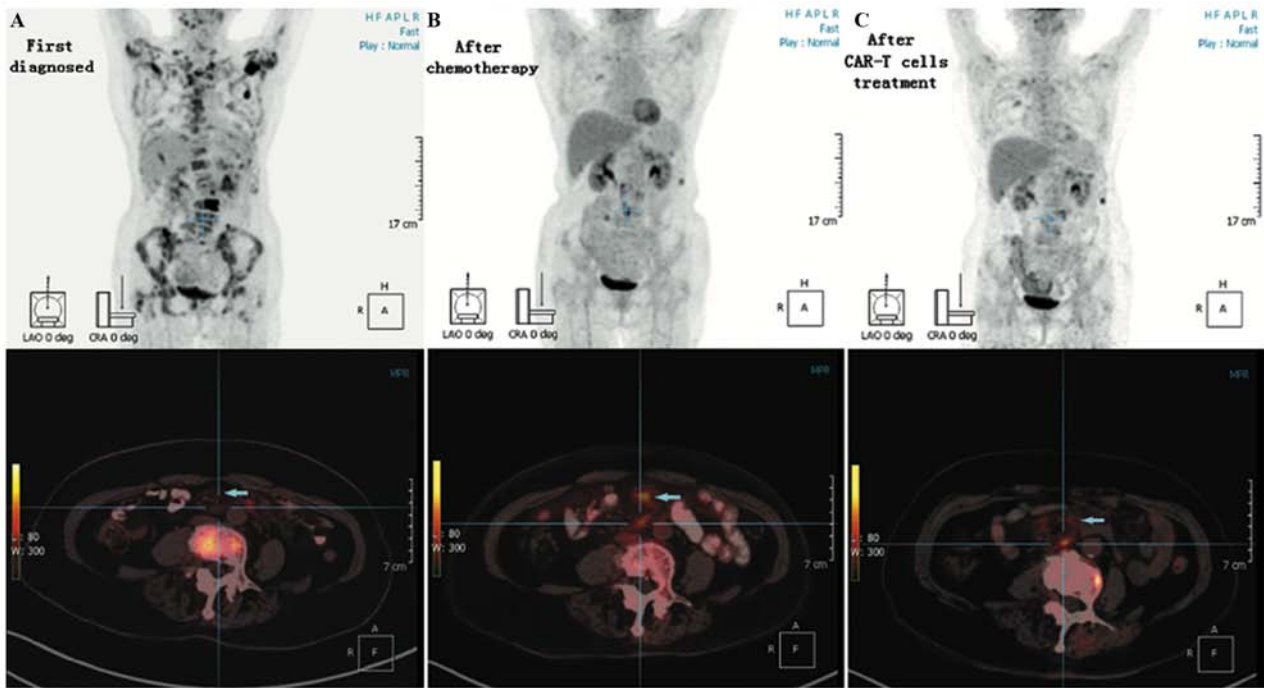 A
First
diagnosed
H F A P L R
Fast
Play : Normal
17 cm
LAO 0 deg
CRA 0 deg
H
R
A
B
After
chemotherapy
H F A P L R
Fast
Play : Normal
17 cm
LAO 0 deg
CRA 0 deg
H
R
A
C
After
CAR-T cells
treatment
H F A P L R
Fast
Play : Normal
17 cm
LAO 0 deg
CRA 0 deg
H
R
A
MPR
: 80
W: 300
7 cm
A
R
F
MPR
: 80
W: 300
7 cm
A
R
F
MPR
: 80
W: 300
7 cm
A
R
F